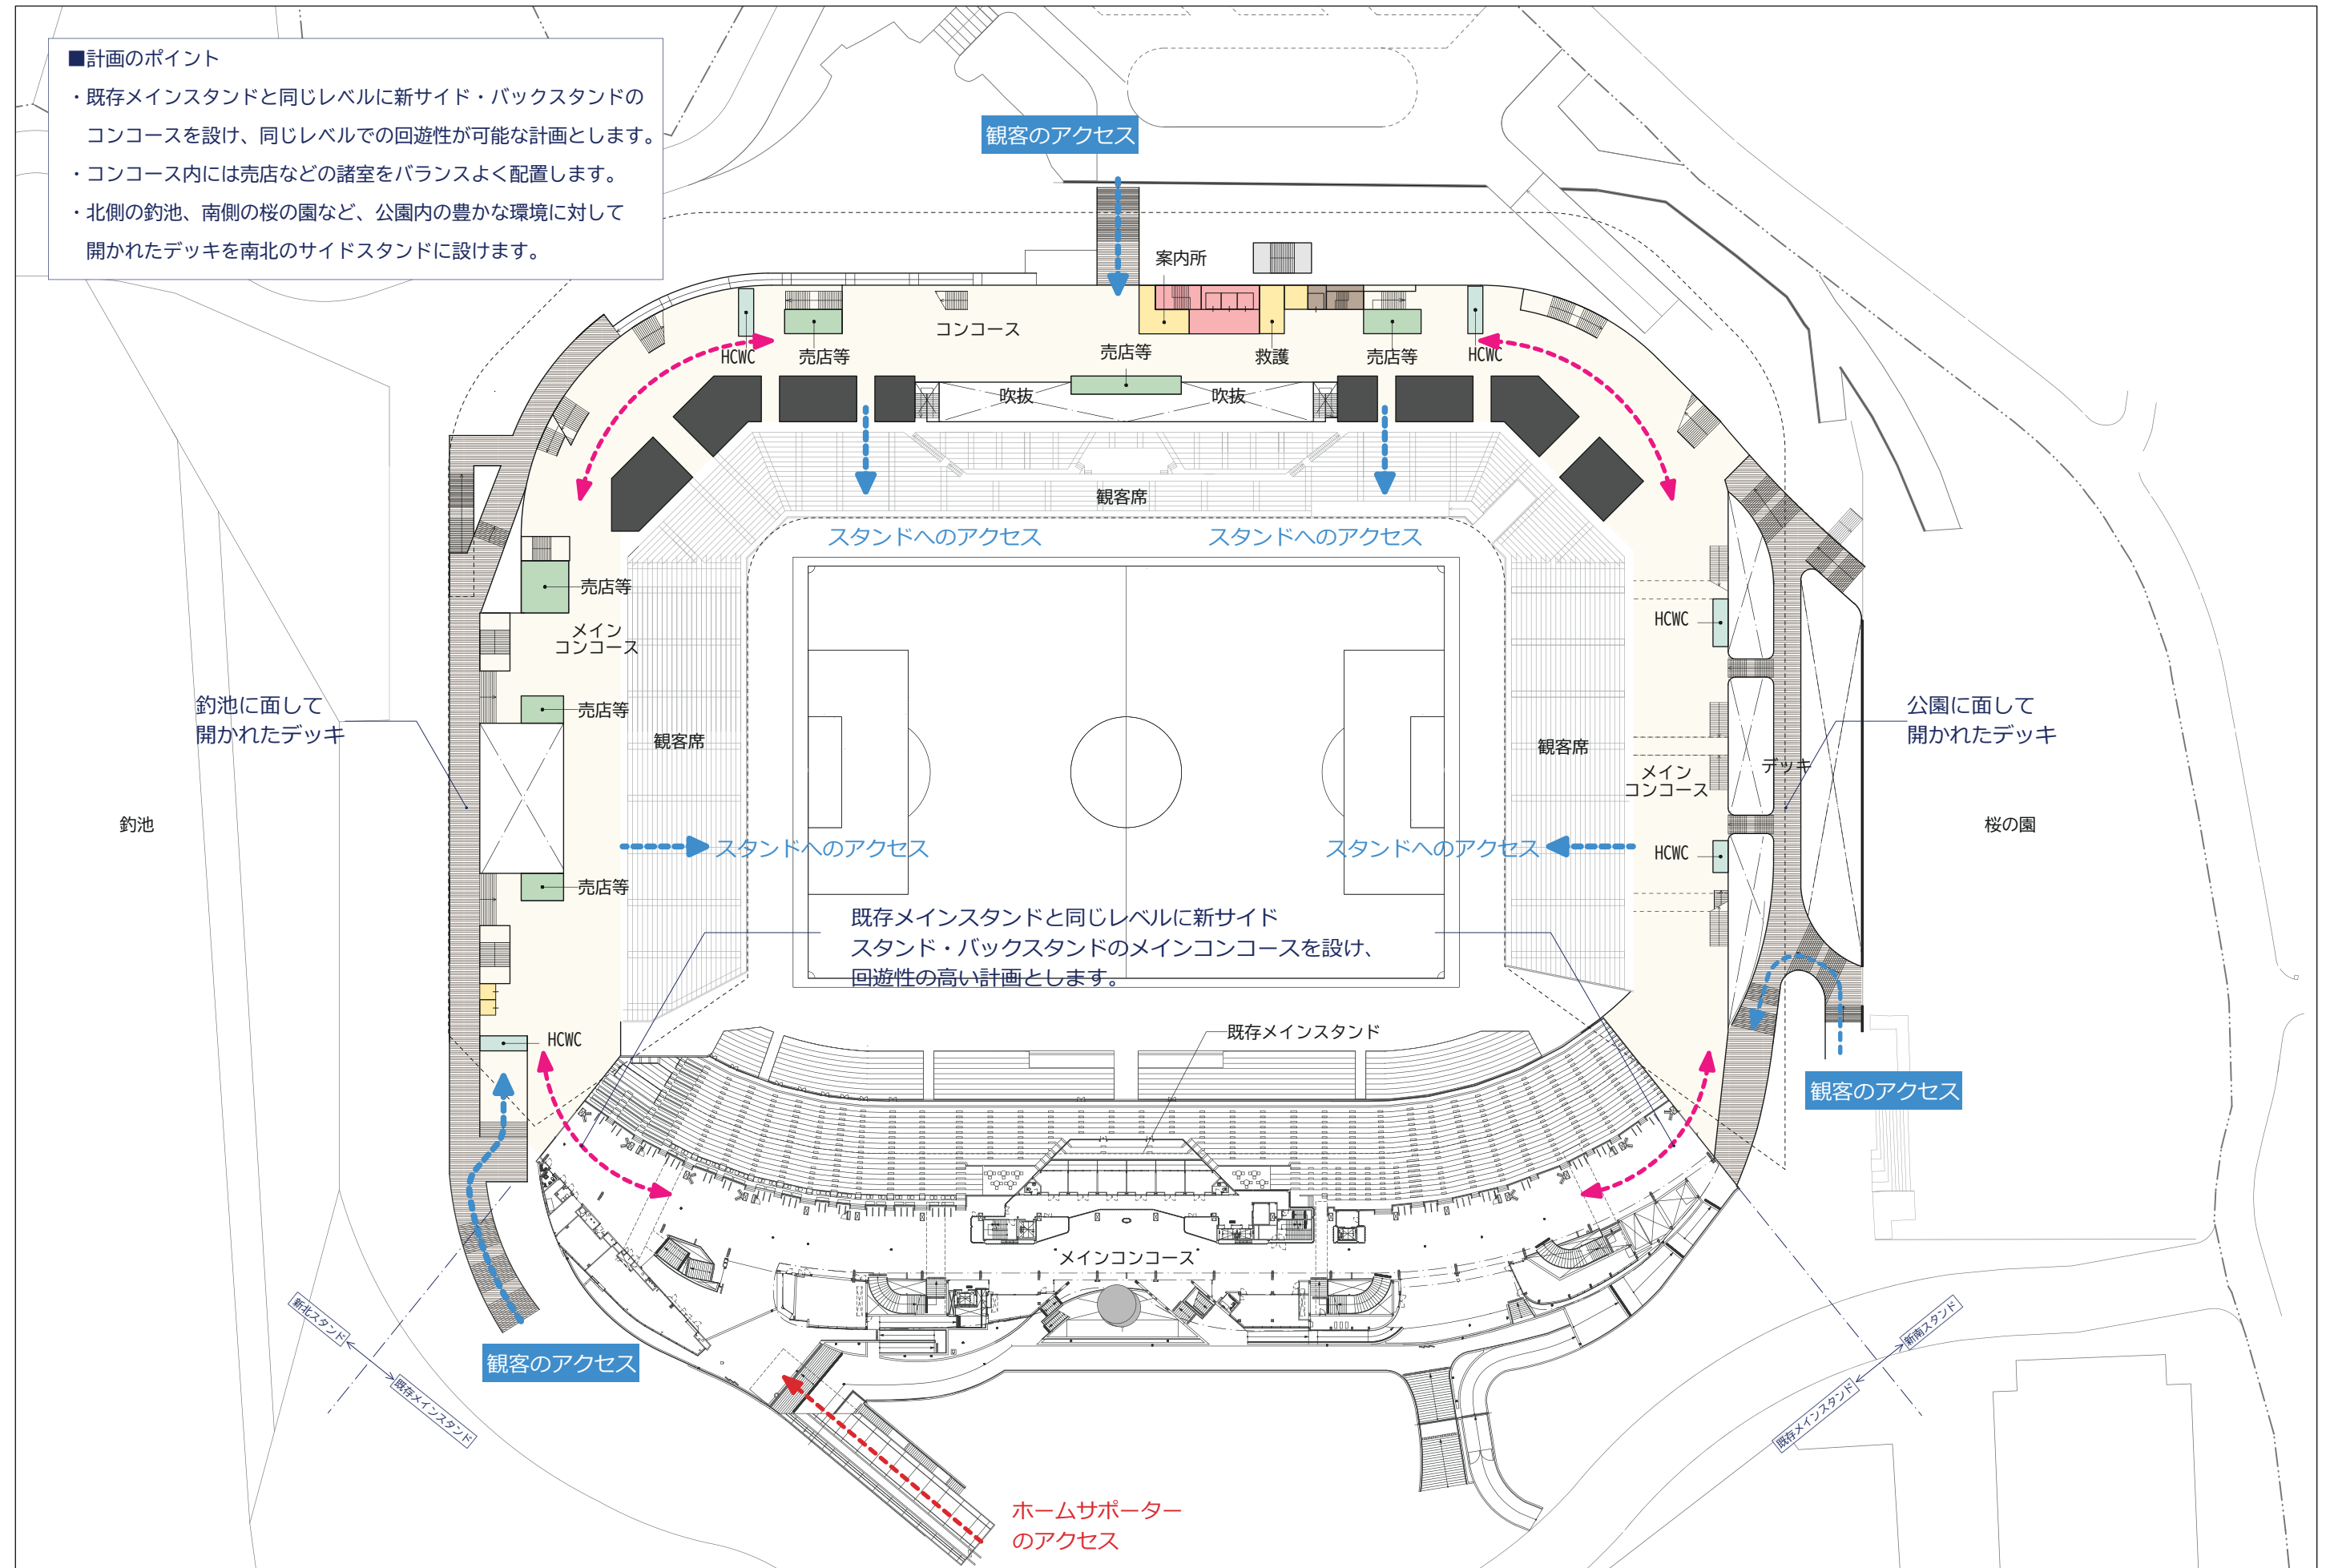 ■計画のポイント
・既存メインスタンドと同じレベルに新サイド・バックスタンドの
コンコースを設け、同じレベルでの回遊性が可能な計画とします。
・コンコース内には売店などの諸室をバランスよく配置します。
・北側の釣池、南側の桜の園など、公園内の豊かな環境に対して
開かれたデッキを南北のサイドスタンドに設けます。
観客のアクセス
案内所
コンコース
HCWC
売店等
売店等
救護
売店等
HCWC
吹抜
吹抜
観客席
スタンドへのアクセス
スタンドへのアクセス
売店等
メイン
コンコース
HCWC
釣池に面して
開かれたデッキ
売店等
観客席
観客席
メイン
コンコース
デッキ
公園に面して
開かれたデッキ
釣池
桜の園
スタンドへのアクセス
スタンドへのアクセス
HCWC
売店等
既存メインスタンドと同じレベルに新サイド
スタンド・バックスタンドのメインコンコースを設け、
回遊性の高い計画とします。
HCWC
既存メインスタンド
観客のアクセス
メインコンコース
新北スタンド
既存メインスタンド
観客のアクセス
新南スタンド
既存メインスタンド
ホームサポーター
のアクセス